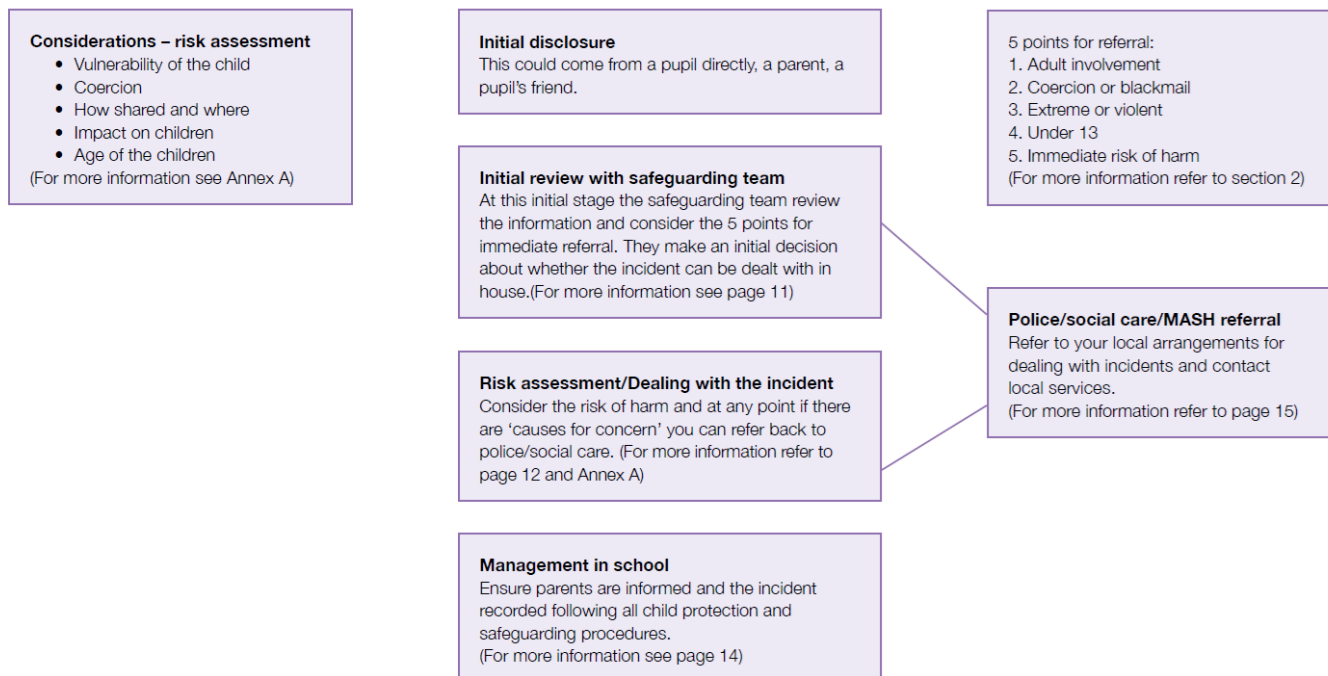 Considerations – risk assessment
• Vulnerability of the child
• Coercion
• How shared and where
• Impact on children
• Age of the children
(For more information see Annex A)
Initial disclosure
This could come from a pupil directly, a parent, a
pupil's friend.
Initial review with safeguarding team
At this initial stage the safeguarding team review
the information and consider the 5 points for
immediate referral. They make an initial decision
about whether the incident can be dealt with in
house.(For more information see page 11)
Risk assessment/Dealing with the incident
Consider the risk of harm and at any point if there
are ‘causes for concern’ you can refer back to
police/social care. (For more information refer to
page 12 and Annex A)
Management in school
Ensure parents are informed and the incident
recorded following all child protection and
safeguarding procedures.
(For more information see page 14)
5 points for referral:
1. Adult involvement
2. Coercion or blackmail
3. Extreme or violent
4. Under 13
5. Immediate risk of harm
(For more information refer to section 2)
Police/social care/MASH referral
Refer to your local arrangements for
dealing with incidents and contact
local services.
(For more information refer to page 15)